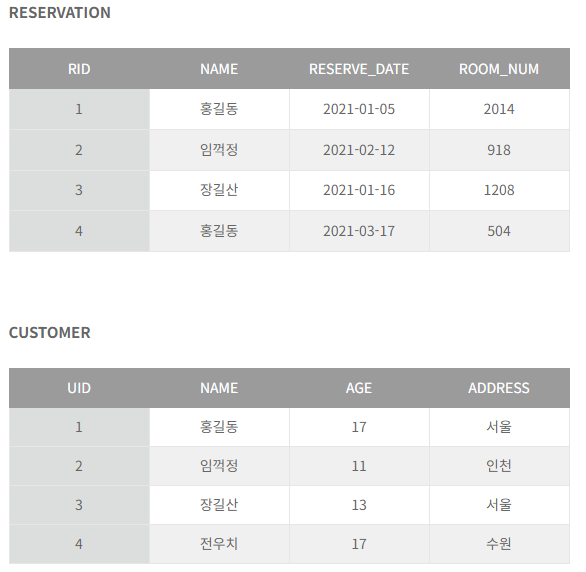 RESERVATION
RID NAME RESERVE_DATE ROOM_NUM
1 홍길동 2021-01-05 2014
2 임꺽정 2021-02-12 918
3 장길산 2021-01-16 1208
4 홍길동 2021-03-17 504
CUSTOMER
UID NAME AGE ADDRESS
1 홍길동 17 서울
2 임꺽정 11 인천
3 장길산 13 서울
4 전우치 17 수원